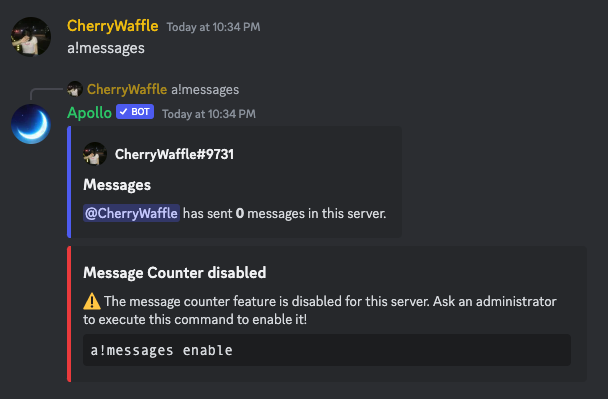 CherryWaffle Today at 10:34 PM
a!messages
CherryWaffle a!messages
Apollo BOT Today at 10:34 PM
CherryWaffle#9731
Messages
@CherryWaffle has sent 0 messages in this server.
Message Counter disabled
⚠️ The message counter feature is disabled for this server. Ask an administrator
to execute this command to enable it!
a!messages enable